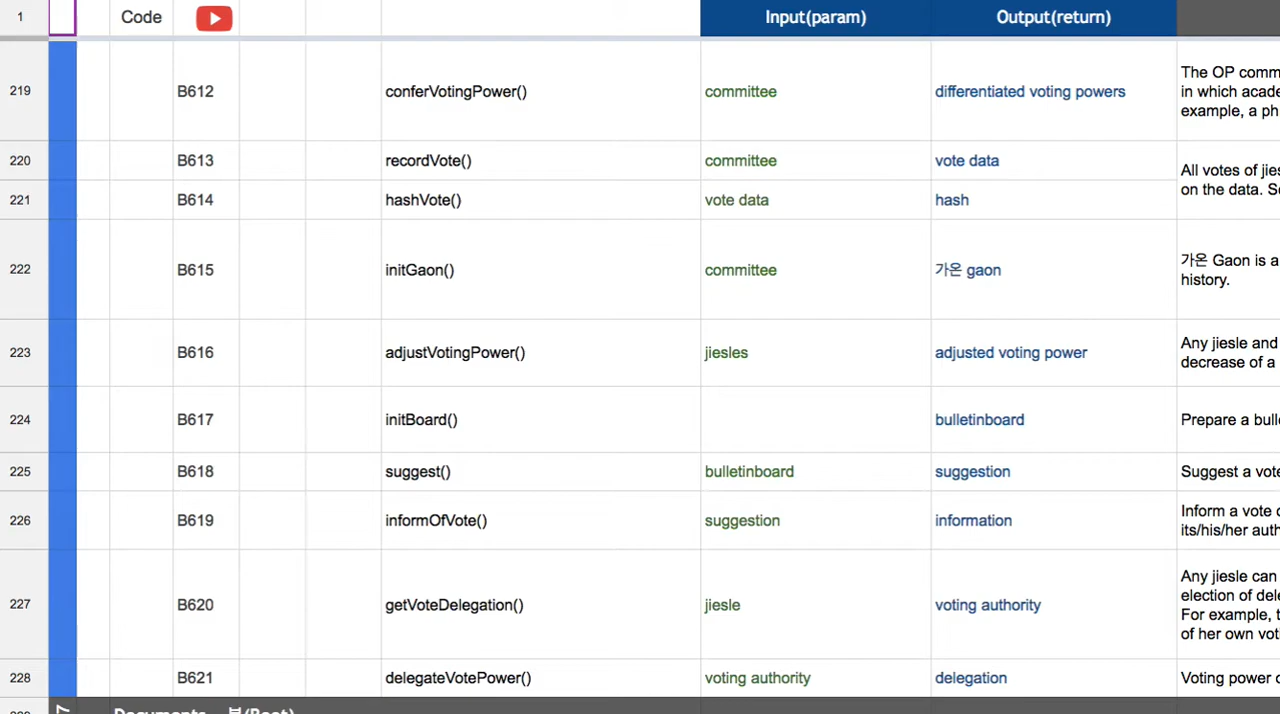 1 Code Input(param) Output(return)
219 B612 conferVotingPower() committee differentiated voting powers
The OP comm
in which acade
example, a ph
220 B613 recordVote() committee vote data
All votes of jies
on the data. Se
221 B614 hashVote() vote data hash
222 B615 initGaon() committee 가온 gaon
가온 Gaon is a
history.
223 B616 adjustVotingPower() jiesles adjusted voting power
Any jiesle and
decrease of a
224 B617 initBoard() bulletinboard Prepare a bulle
225 B618 suggest() bulletinboard suggestion Suggest a vote
226 B619 informOfVote() suggestion information
Inform a vote
its/his/her auth
227 B620 getVoteDelegation() jiesle voting authority
Any jiesle can
election of dele
For example, t
of her own voti
228 B621 delegateVotePower() voting authority delegation Voting power